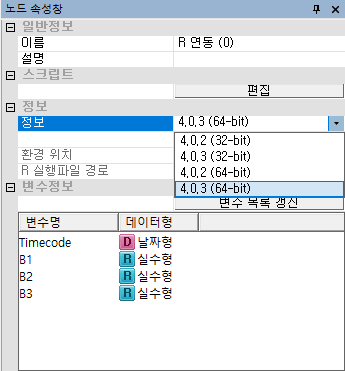 노드 속성창
일반정보
이름 R 연동 (0)
설명
스크립트
편집
정보
정보 4,0,3 (64-bit)
4,0,2 (32-bit)
4,0,3 (32-bit)
환경 위치 4,0,2 (64-bit)
R 실행파일 경로 4,0,3 (64-bit)
변수정보 변수 목록 갱신
변수명 데이터형
Timecode D 날짜형
B1 R 실수형
B2 R 실수형
B3 R 실수형